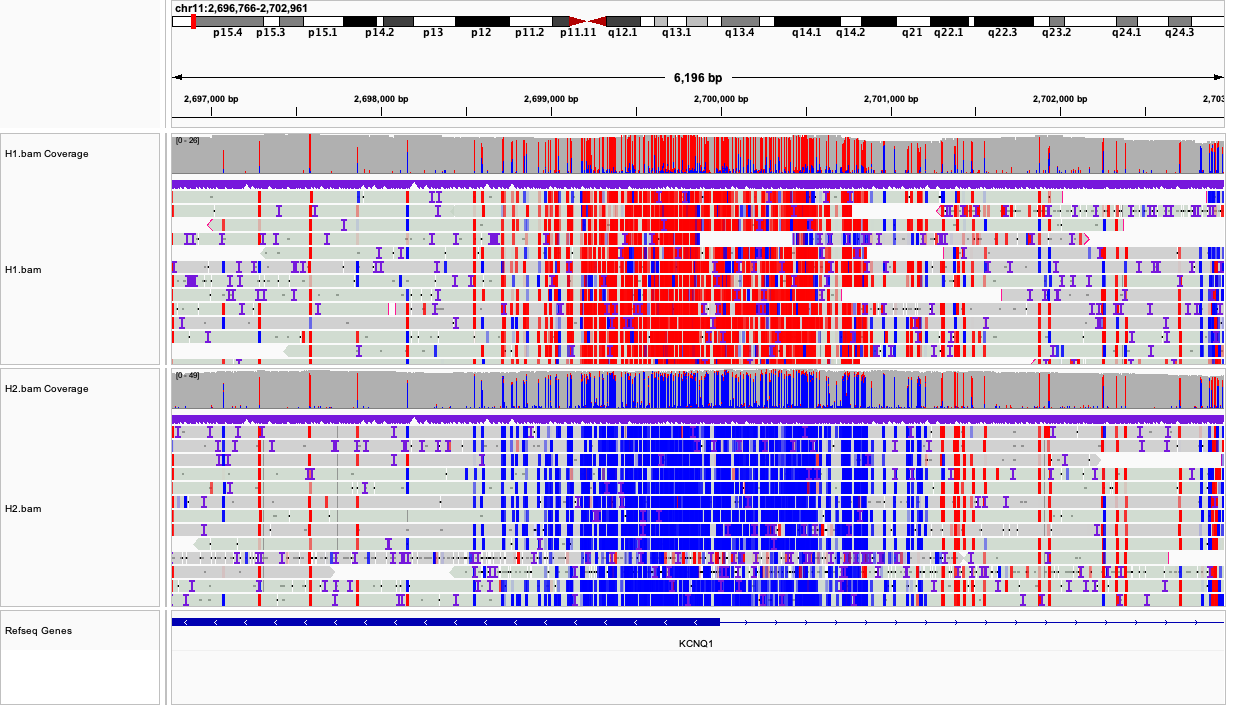 chr11:2,696,766-2,702,961
p15.4 p15.3 p15.1 p14.2 p13 p12 p11.2 p11.11 q12.1 q13.1 q13.4 q14.1 q14.2 q21 q22.1 q22.3 q23.2 q24.1 q24.3
6,196 bp
2,697,000 bp 2,698,000 bp 2,699,000 bp 2,700,000 bp 2,701,000 bp 2,702,000 bp 2,703
[0 - 26]
H1.bam Coverage
H1.bam
[0 - 49]
H2.bam Coverage
H2.bam
Refseq Genes
KCNQ1